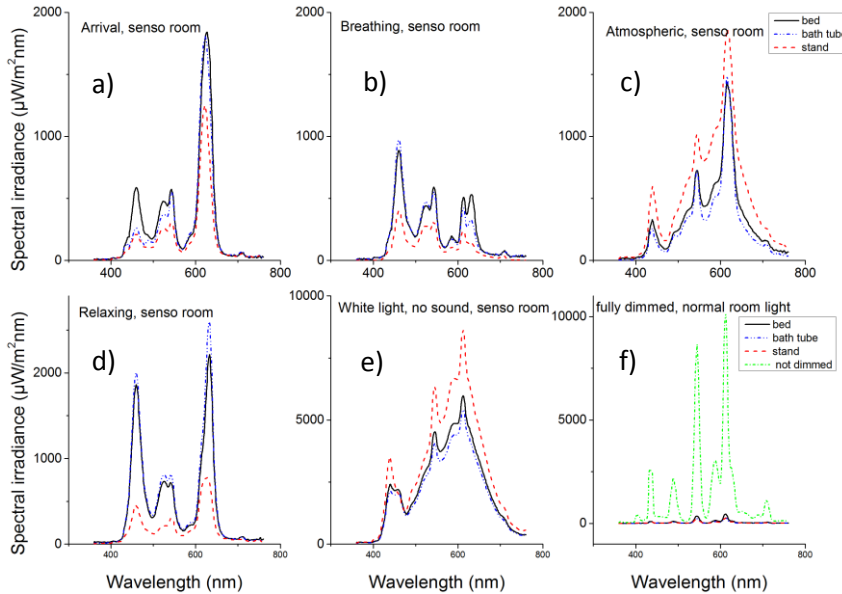 Spectral irradiance (µW/m²nm)
2000
1000
0
Arrival, senso room
a)
400
600
800
2000
1000
0
Breathing, senso room
b)
400
600
800
2000
1000
0
Atmospheric, senso room
c)
bed
bath tube
stand
400
600
800
Spectral irradiance (µW/m²nm)
2000
1000
0
Relaxing, senso room
d)
400
600
800
Wavelength (nm)
10000
5000
0
White light, no sound, senso room
e)
400
600
800
Wavelength (nm)
10000
5000
0
fully dimmed, normal room light
f)
bed
bath tube
stand
not dimmed
400
600
800
Wavelength (nm)